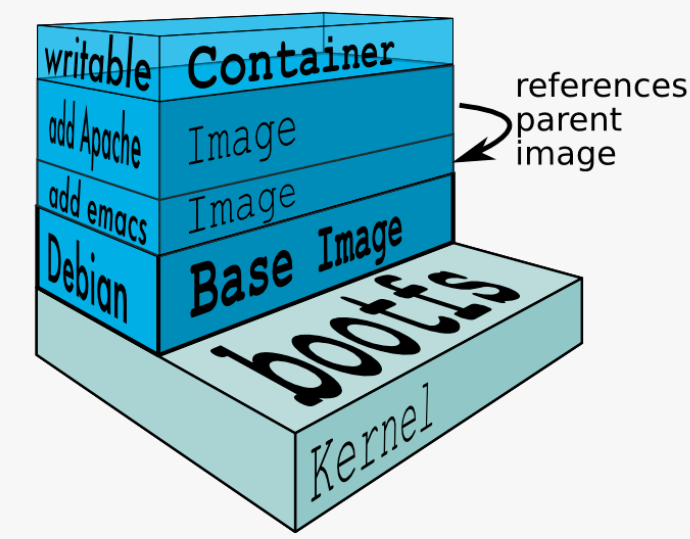 writable Container
add Apache Image
add emacs Image
Debian Base Image
bootfs
Kernel
references
parent
image